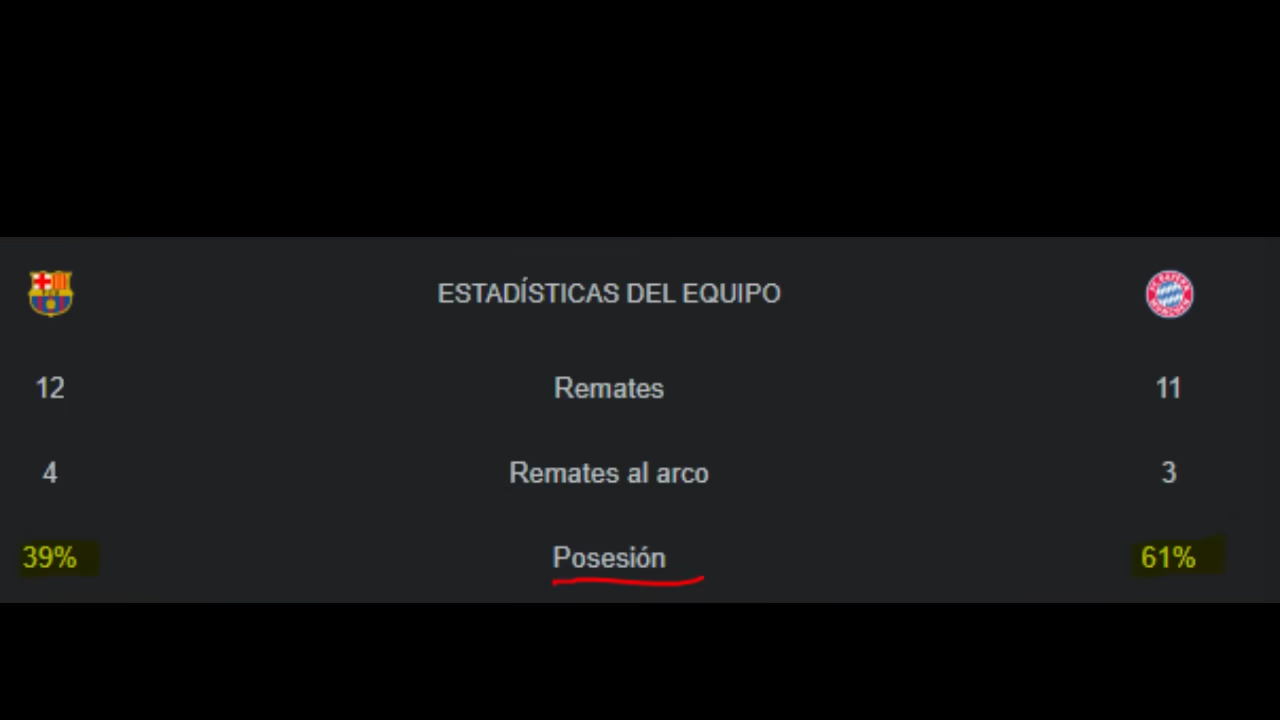 ESTADÍSTICAS DEL EQUIPO
12 Remates 11
4 Remates al arco 3
39% Posesión 61%